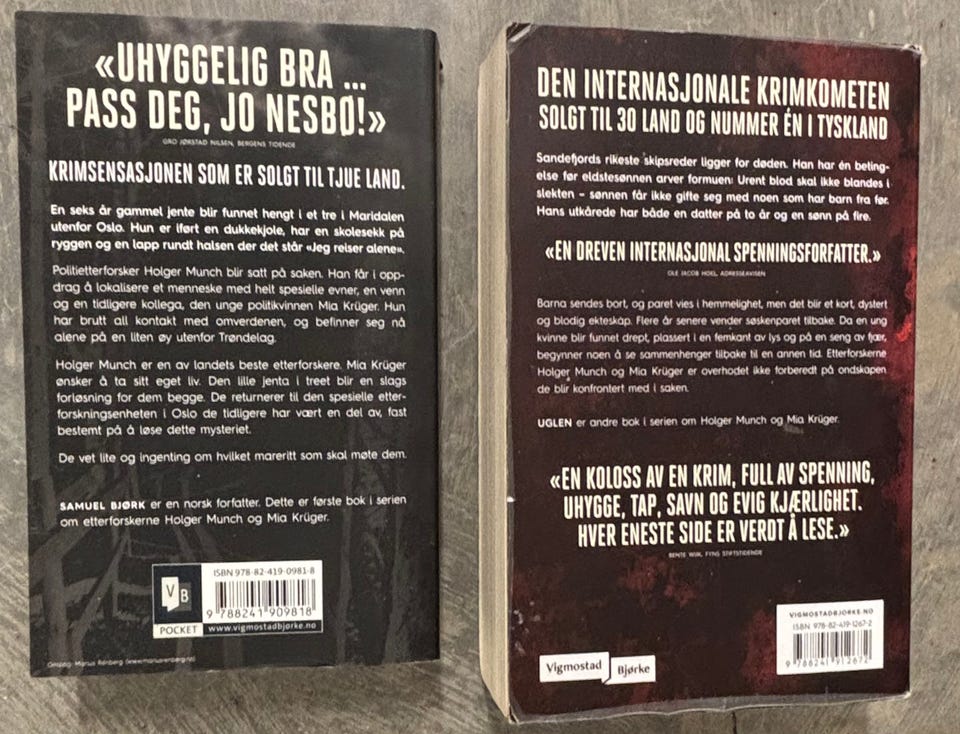 «UHYGGELIG BRA ...
PASS DEG, JO NESBØ!»
GRO JØRSTAD NILSEN, BERGENS TIDENDE
KRIMSENSASJONEN SOM ER SOLGT TIL TJUE LAND.
En seks år gammel jente blir funnet hengt i et tre i Maridalen
utenfor Oslo. Hun er iført en dukkekjole, har en skolesekk på
ryggen og en lapp rundt halsen der det står «Jeg reiser alene».
Politietterforsker Holger Munch blir satt på saken. Han får i opp-
drag å lokalisere et menneske med helt spesielle evner, en venn
og en tidligere kollega, den unge politikvinnen Mia Krüger. Hun
har brutt all kontakt med omverdenen, og befinner seg nå
alene på en liten øy utenfor Trøndelag.
Holger Munch er en av landets beste etterforskere. Mia Krüger
ønsker å ta sitt eget liv. Den lille jenta i treet blir en slags
forløsning for dem begge. De returnerer til den spesielle etter-
forskningsenheten i Oslo de tidligere har vært en del av, fast
bestemt på å løse dette mysteriet.
De vet lite og ingenting om hvilket mareritt som skal møte dem.
SAMUEL BJØRK er en norsk forfatter. Dette er første bok i serien
om etterforskerne Holger Munch og Mia Krüger.
VB
POCKET
ISBN 978-82-419-0981-8
9 788241 909818
www.vigmostadbjørke.no
Omslag: Marius Renberg (www.mariusrenberg.no)
DEN INTERNASJONALE KRIMKOMETEN
SOLGT TIL 30 LAND OG NUMMER ÉN I TYSKLAND
Sandefjords rikeste skipsreder ligger for døden. Han har én beting-
else før eldstesønnen arver formuen: Urent blod skal ikke blandes i
slekten – sønnen får ikke gifte seg med noen som har barn fra før.
Hans utkårede har både en datter på to år og en sønn på fire.
«EN DREVEN INTERNASJONAL SPENNINGSFORFATTER.»
OLE JACOB HOEL, ADRESSEAVISEN
Barna sendes bort, og paret vies i hemmelighet, men det blir et kort, dystert
og blodig ekteskap. Flere år senere vender søskenparet tilbake. Da en ung
kvinne blir funnet drept, plassert i en femkant av lys og på en seng av fjær,
begynner noen å se sammenhenger tilbake til en annen tid. Etterforskerne
Holger Munch og Mia Krüger er overhodet ikke forberedt på ondskapen
de blir konfrontert med i saken.
UGLEN er andre bok i serien om Holger Munch og Mia Krüger.
«EN KOLOSS AV EN KRIM, FULL AV SPENNING,
UHYGGE, TAP, SAVN OG EVIG KJÆRLIGHET.
HVER ENESTE SIDE ER VERDT Å LESE.»
BENTE WIIK, FYNS STIFTSTIDENDE
VIGMOSTADBJØRKE.NO
ISBN 978-82-419-1267-2
9 788241 912672
Vigmostad
Bjørke